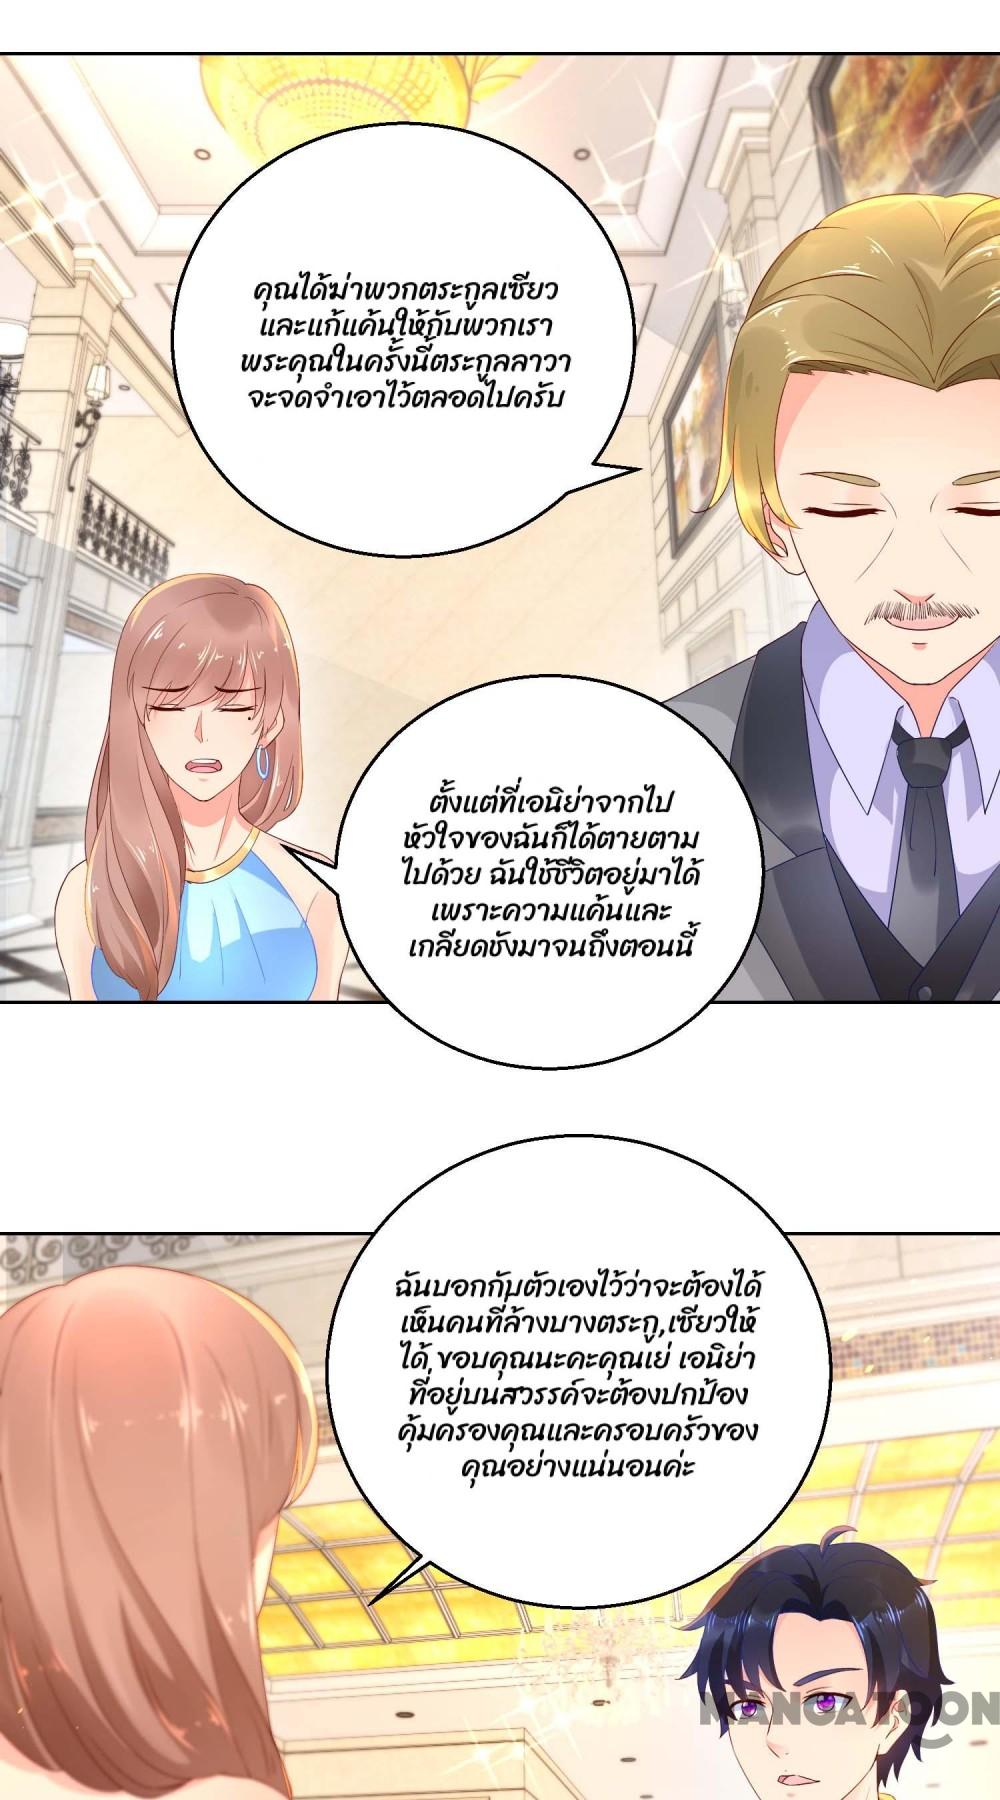 คุณได้ฆ่าพวกตระกูลเซียว
และแก้แค้นให้กับพวกเรา
พระคุณในครั้งนี้ตระกูลลาวา
จะจดจำเอาไว้ตลอดไปครับ
ตั้งแต่ที่เอนิย่าจากไป
หัวใจของฉันก็ได้ตายตาม
ไปด้วย ฉันใช้ชีวิตอยู่มาได้
เพราะความแค้นและ
เกลียดชังมาจนถึงตอนนี้
ฉันบอกกับตัวเองไว้ว่าจะต้องได้
เห็นคนที่ล้างบางตระกู,เซียวให้
ได้ ขอบคุณนะคะคุณเย่ เอนิย่า
ที่อยู่บนสวรรค์จะต้องปกป้อง
คุ้มครองคุณและครอบครัวของ
คุณอย่างแน่นอนค่ะ
MANGATOON